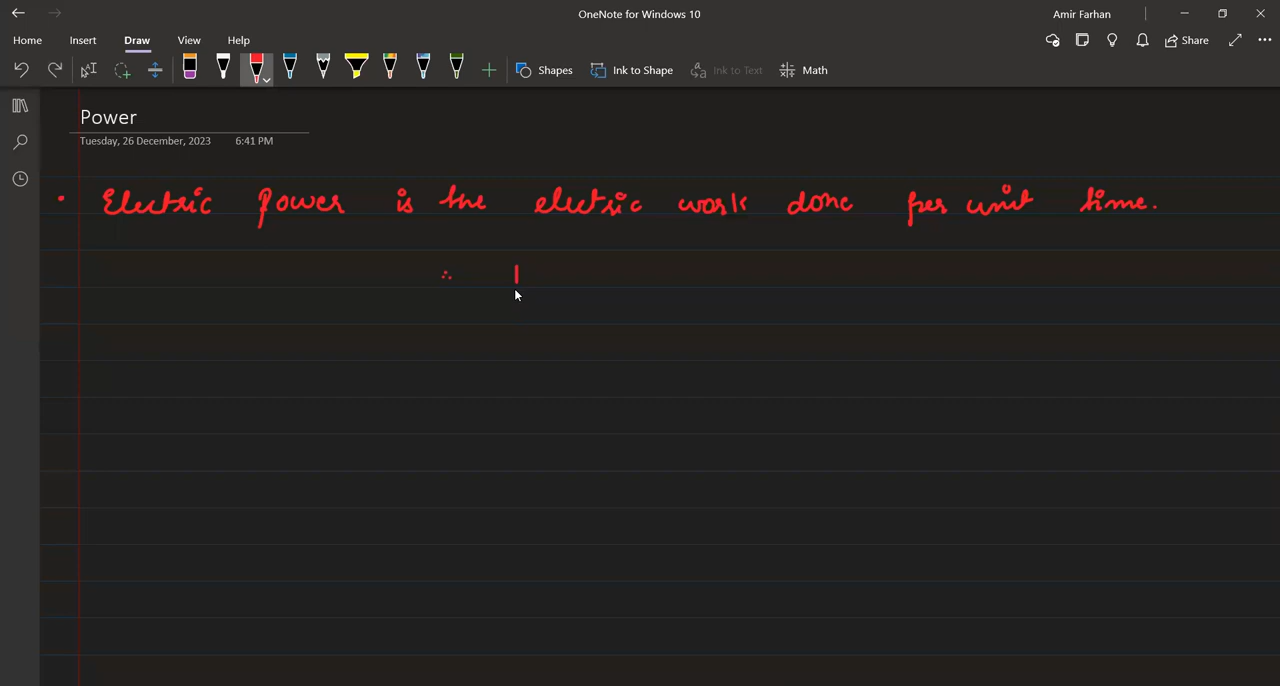 OneNote for Windows 10
Amir Farhan
Home Insert Draw View Help
Share
Shapes Ink to Shape Ink to Text Math
Power
Tuesday, 26 December, 2023 6:41 PM
• Electric power is the electric work done per unit time.
∴ |